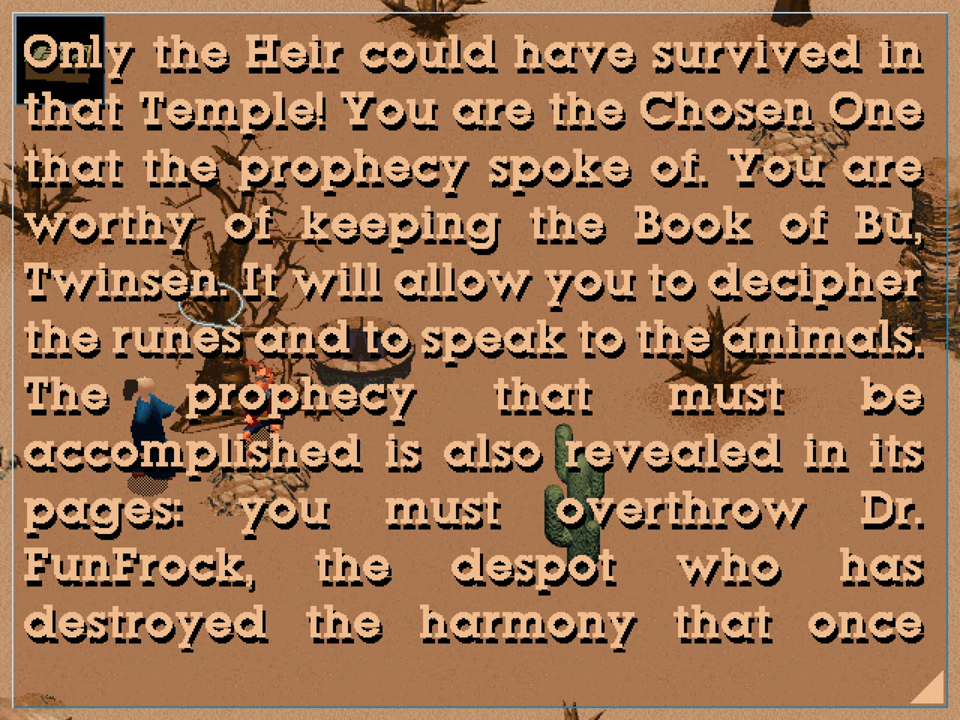 Only the Heir could have survived in
that Temple! You are the Chosen One
that the prophecy spoke of. You are
worthy of keeping the Book of Bù,
Twinsen. It will allow you to decipher
the runes and to speak to the animals.
The prophecy that must be
accomplished is also revealed in its
pages: you must overthrow Dr.
FunFrock, the despot who has
destroyed the harmony that once